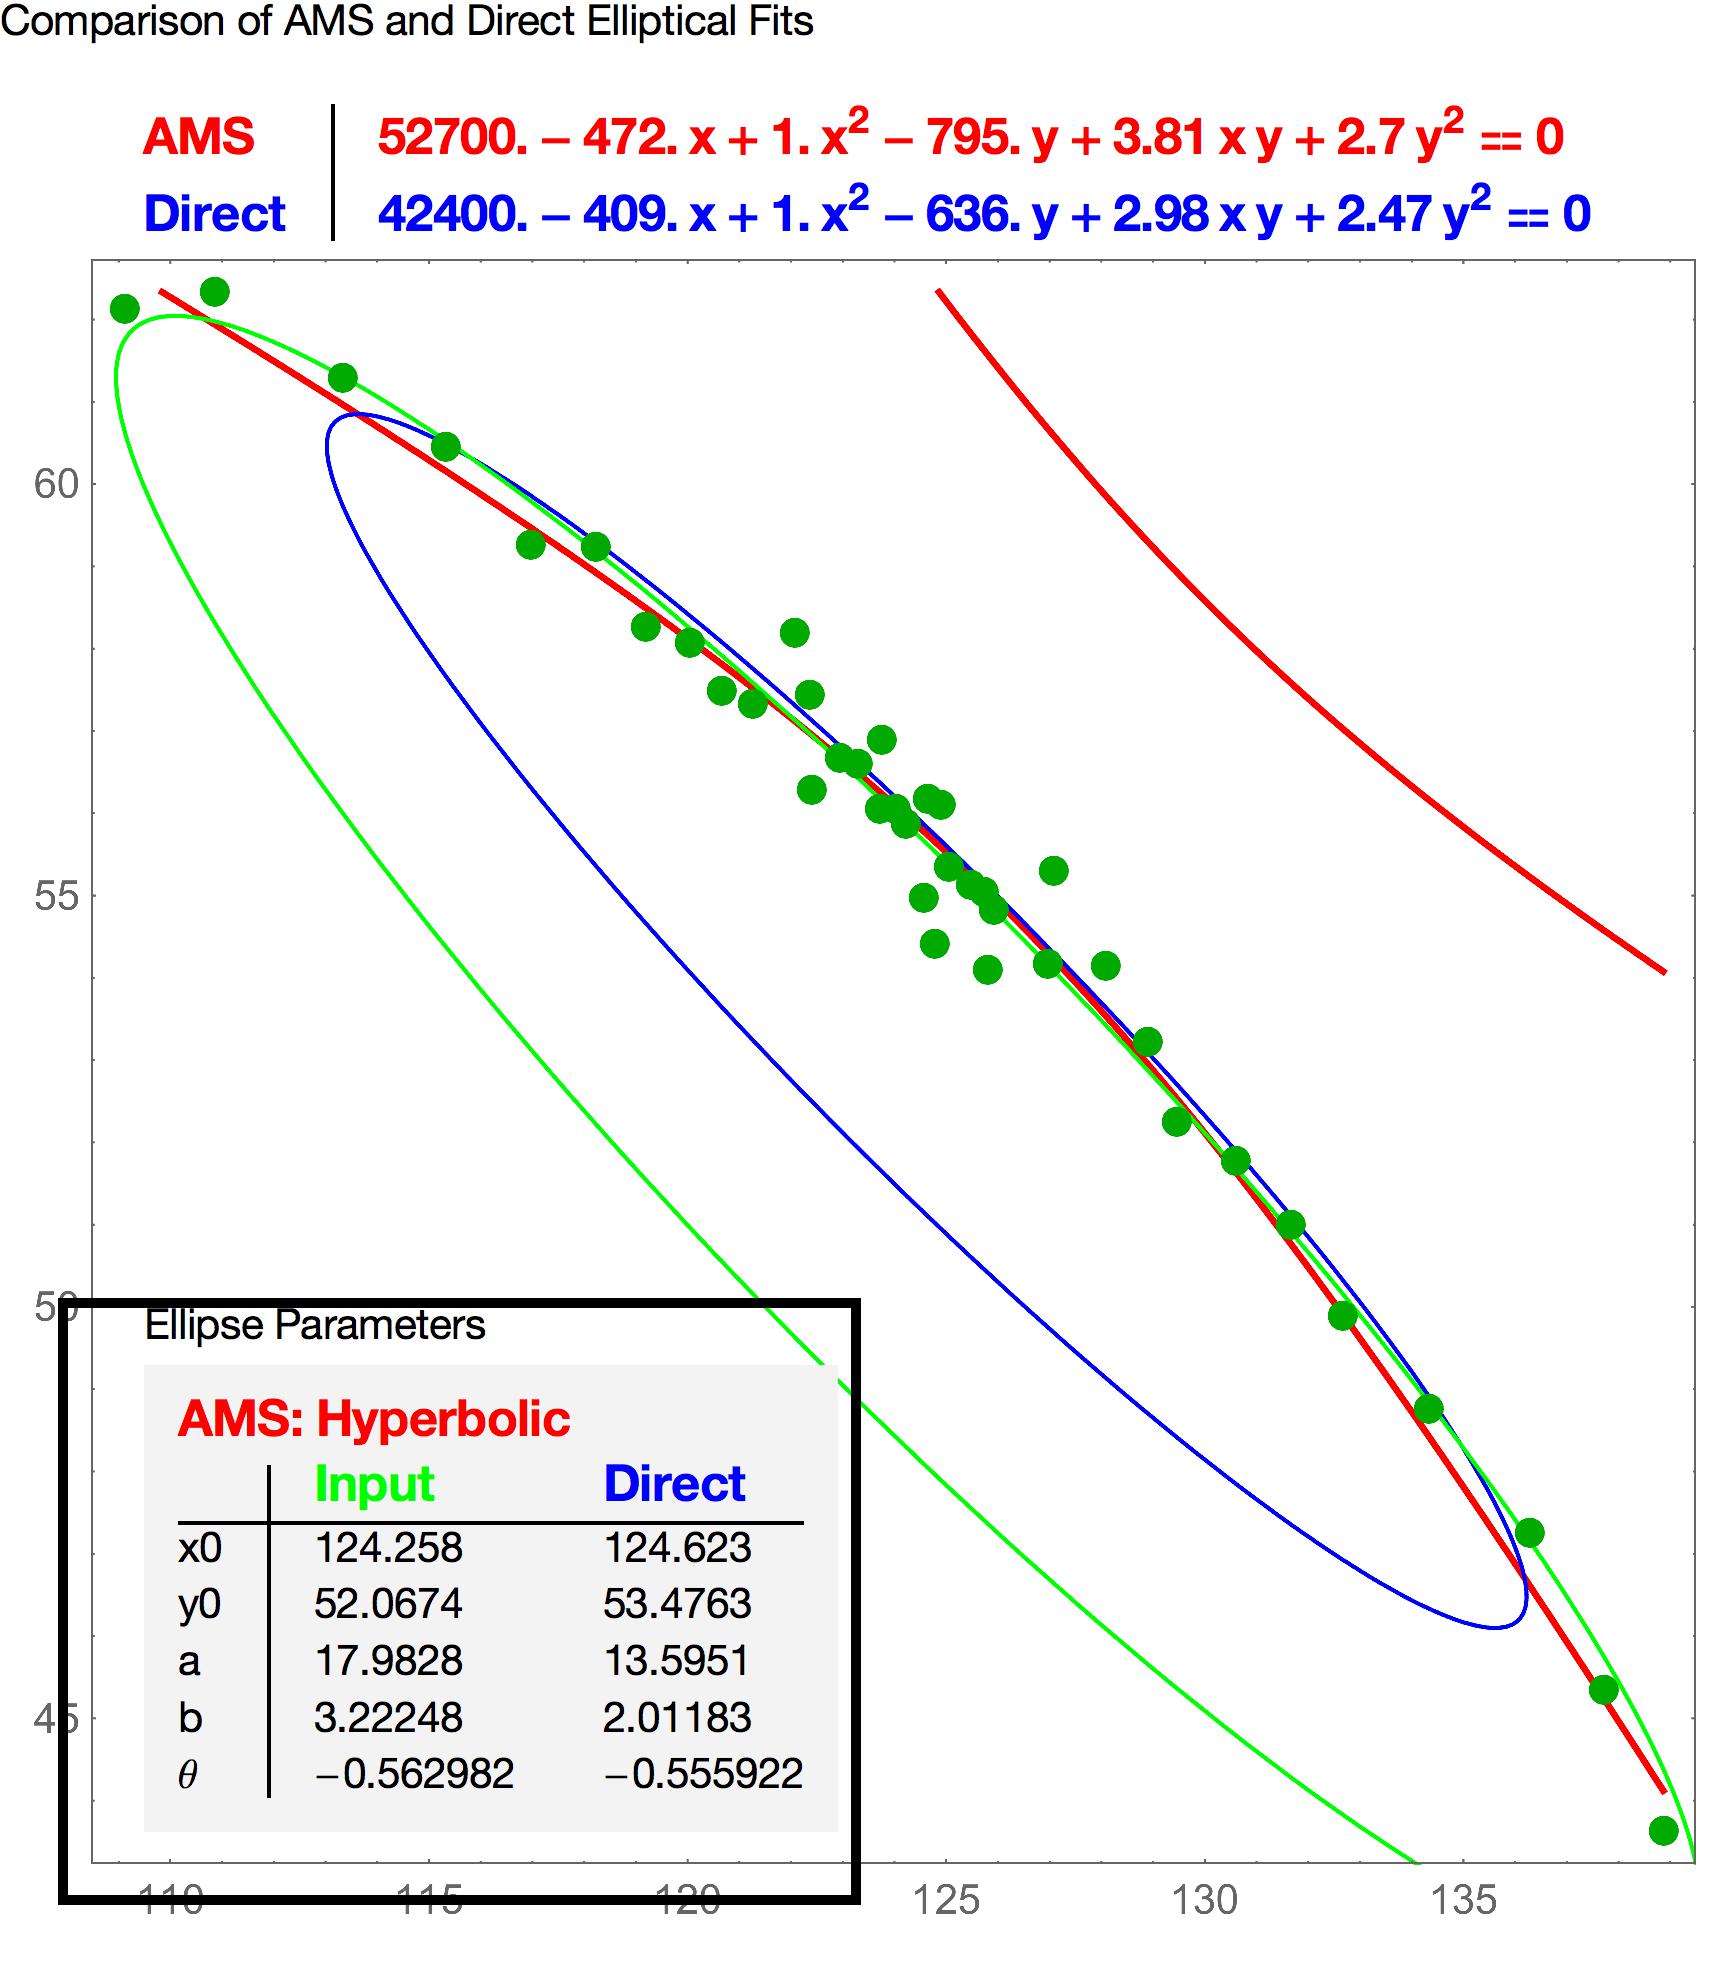 Comparison of AMS and Direct Elliptical Fits
AMS 52700. − 472. x + 1. x² − 795. y + 3.81 x y + 2.7 y² == 0
Direct 42400. − 409. x + 1. x² − 636. y + 2.98 x y + 2.47 y² == 0
60
55
50
45
Ellipse Parameters
AMS: Hyperbolic
Input Direct
x0 124.258 124.623
y0 52.0674 53.4763
a 17.9828 13.5951
b 3.22248 2.01183
θ −0.562982 −0.555922
110 115 120 125 130 135